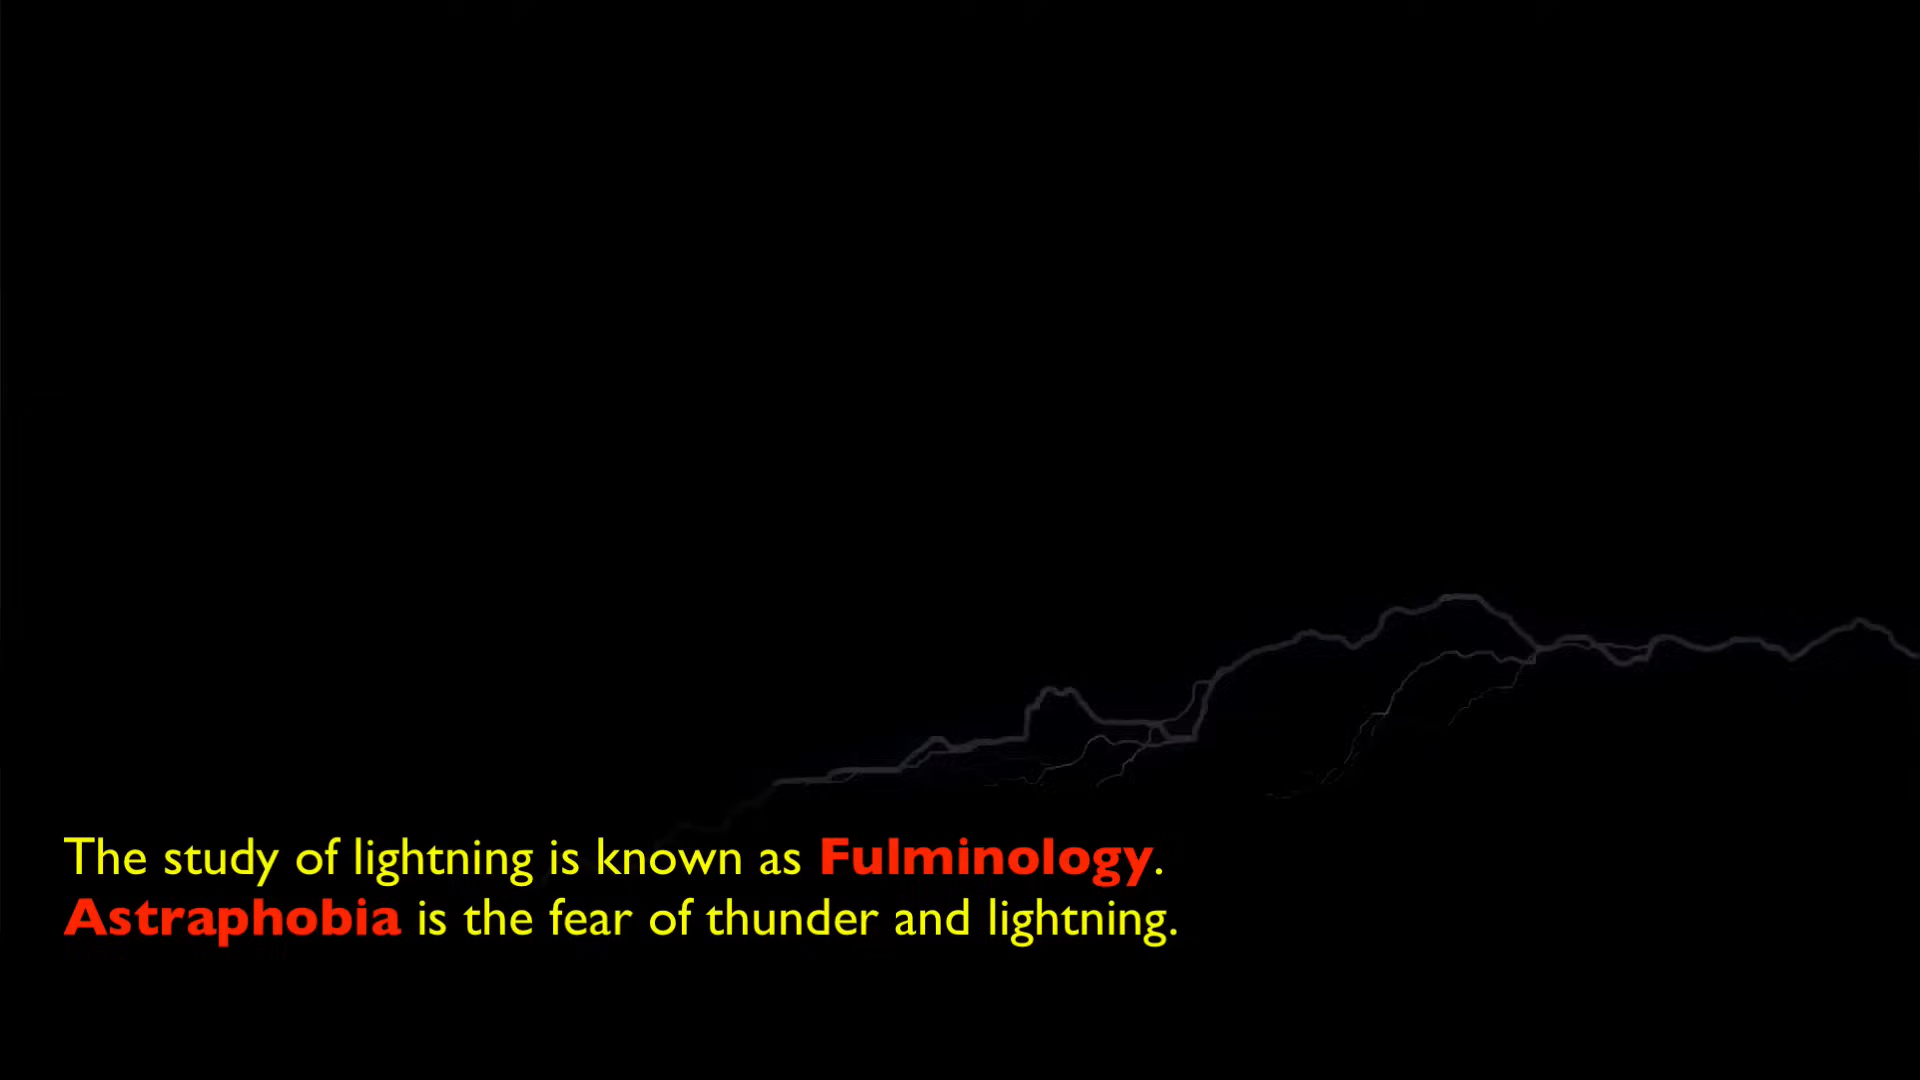 The study of lightning is known as Fulminology.
Astraphobia is the fear of thunder and lightning.